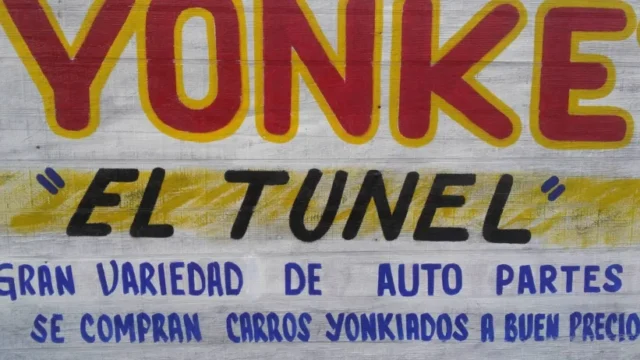 YONKE
"EL TUNEL"
GRAN VARIEDAD DE AUTO PARTES
SE COMPRAN CARROS YONKIADOS A BUEN PRECIO